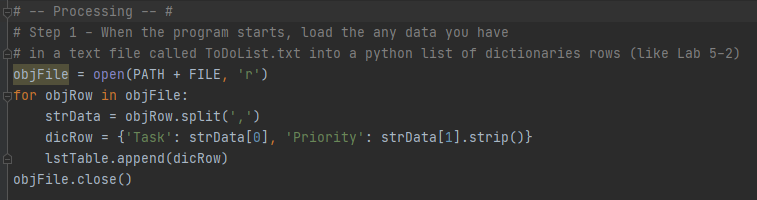 # -- Processing -- #
# Step 1 - When the program starts, load the any data you have
# in a text file called ToDoList.txt into a python list of dictionaries rows (like Lab 5-2)
objFile = open(PATH + FILE, 'r')
for objRow in objFile:
    strData = objRow.split(',')
    dicRow = {'Task': strData[0], 'Priority': strData[1].strip()}
    lstTable.append(dicRow)
objFile.close()